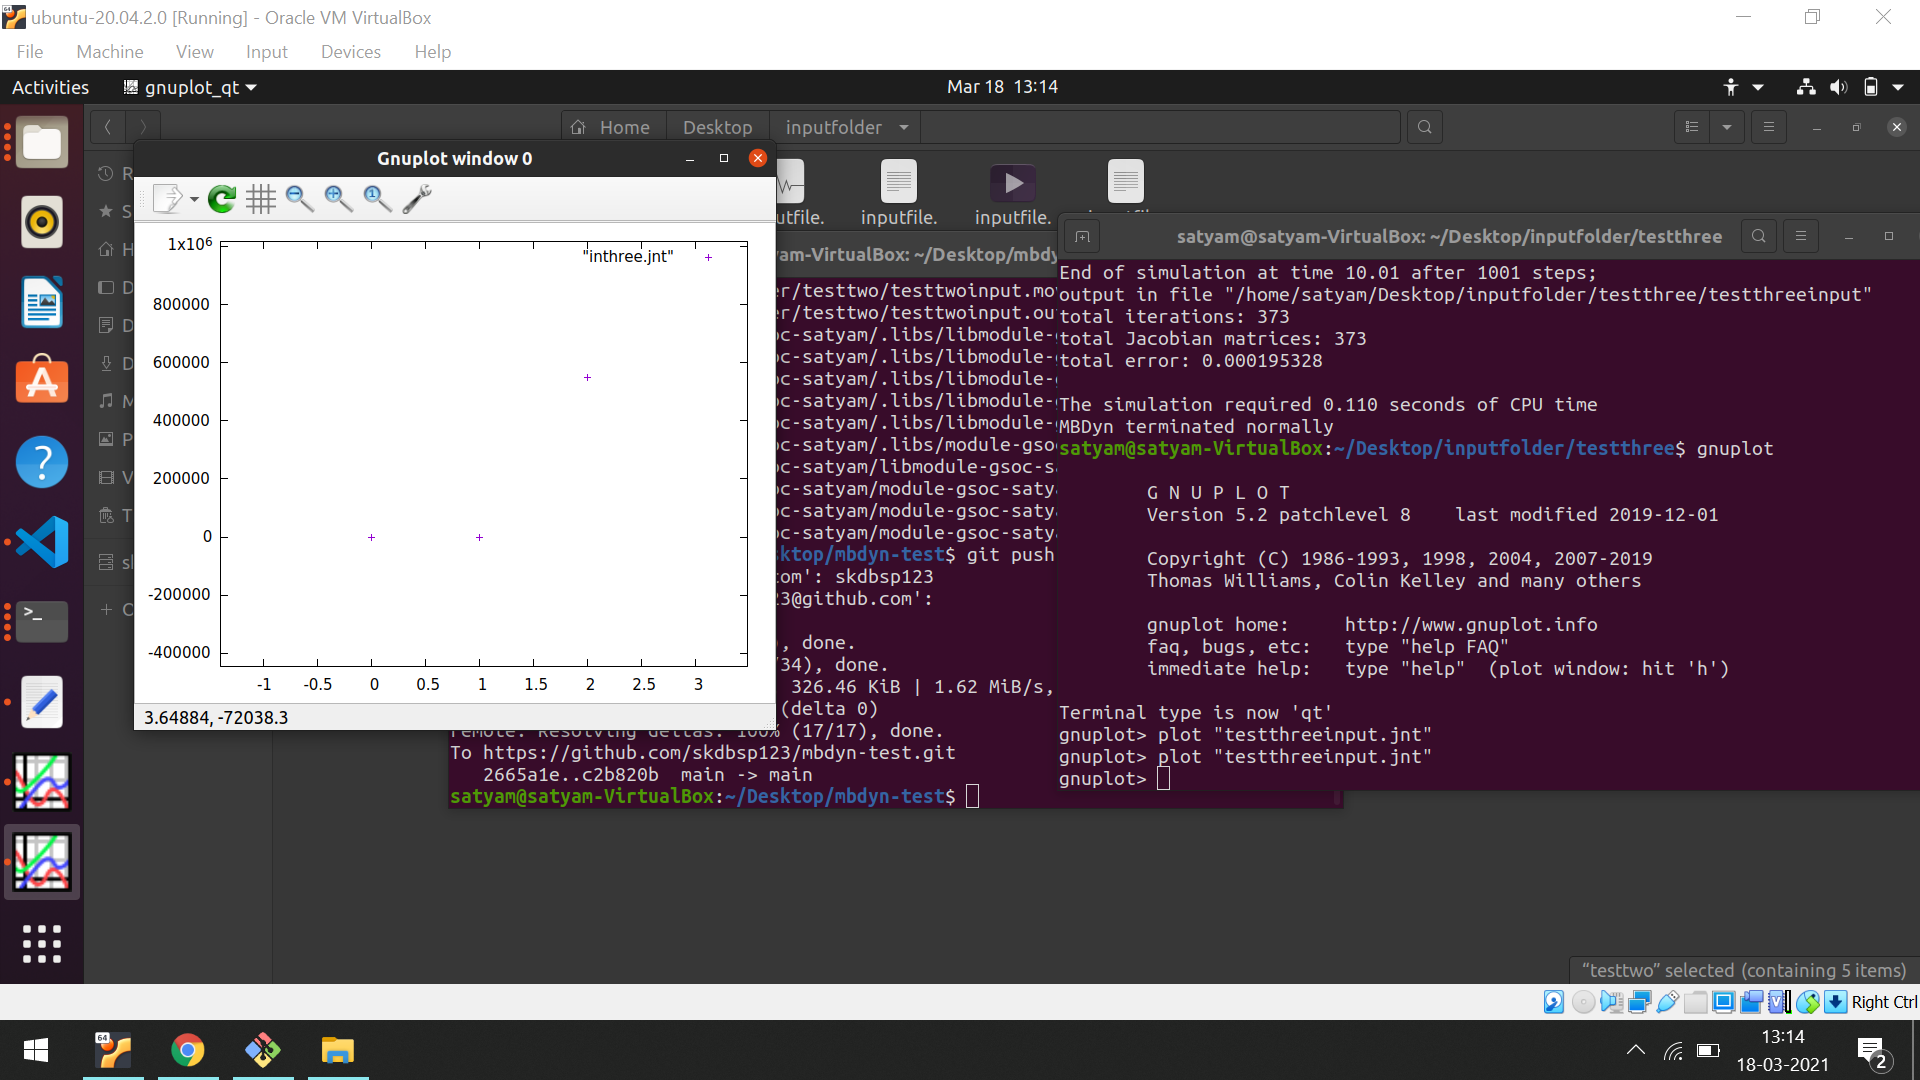 ubuntu-20.04.2.0 [Running] - Oracle VM VirtualBox
File Machine View Input Devices Help
Activities gnuplot_qt Mar 18 13:14
Home Desktop inputfolder
inputfile. inputfile.
Gnuplot window 0
1x10⁶
800000
600000
400000
200000
0
-200000
-400000
"inthree.jnt"
-1 -0.5 0 0.5 1 1.5 2 2.5 3
3.64884, -72038.3
yam-VirtualBox: ~/Desktop/mbdy
r/testtwo/testtwoinput.mov
r/testtwo/testtwoinput.out
c-satyam/.libs/libmodule-g
c-satyam/.libs/libmodule-g
c-satyam/.libs/libmodule-g
c-satyam/.libs/libmodule-g
c-satyam/.libs/libmodule-g
c-satyam/.libs/module-gsoc
c-satyam/libmodule-gsoc-sa
c-satyam/module-gsoc-satya
c-satyam/module-gsoc-satya
c-satyam/module-gsoc-satya
ktop/mbdyn-test$ git push
om': skdbsp123
3@github.com':
, done.
/34), done.
326.46 KiB | 1.62 MiB/s,
(delta 0)
remote: Resolving deltas: 100% (17/17), done.
To https://github.com/skdbsp123/mbdyn-test.git
2665a1e..c2b820b main -> main
satyam@satyam-VirtualBox:~/Desktop/mbdyn-test$
satyam@satyam-VirtualBox: ~/Desktop/inputfolder/testthree
End of simulation at time 10.01 after 1001 steps;
output in file "/home/satyam/Desktop/inputfolder/testthree/testthreeinput"
total iterations: 373
total Jacobian matrices: 373
total error: 0.000195328
The simulation required 0.110 seconds of CPU time
MBDyn terminated normally
satyam@satyam-VirtualBox:~/Desktop/inputfolder/testthree$ gnuplot
G N U P L O T
Version 5.2 patchlevel 8 last modified 2019-12-01
Copyright (C) 1986-1993, 1998, 2004, 2007-2019
Thomas Williams, Colin Kelley and many others
gnuplot home: http://www.gnuplot.info
faq, bugs, etc: type "help FAQ"
immediate help: type "help" (plot window: hit 'h')
Terminal type is now 'qt'
gnuplot> plot "testthreeinput.jnt"
gnuplot> plot "testthreeinput.jnt"
gnuplot>
"testtwo" selected (containing 5 items)
Right Ctrl
13:14
18-03-2021
2